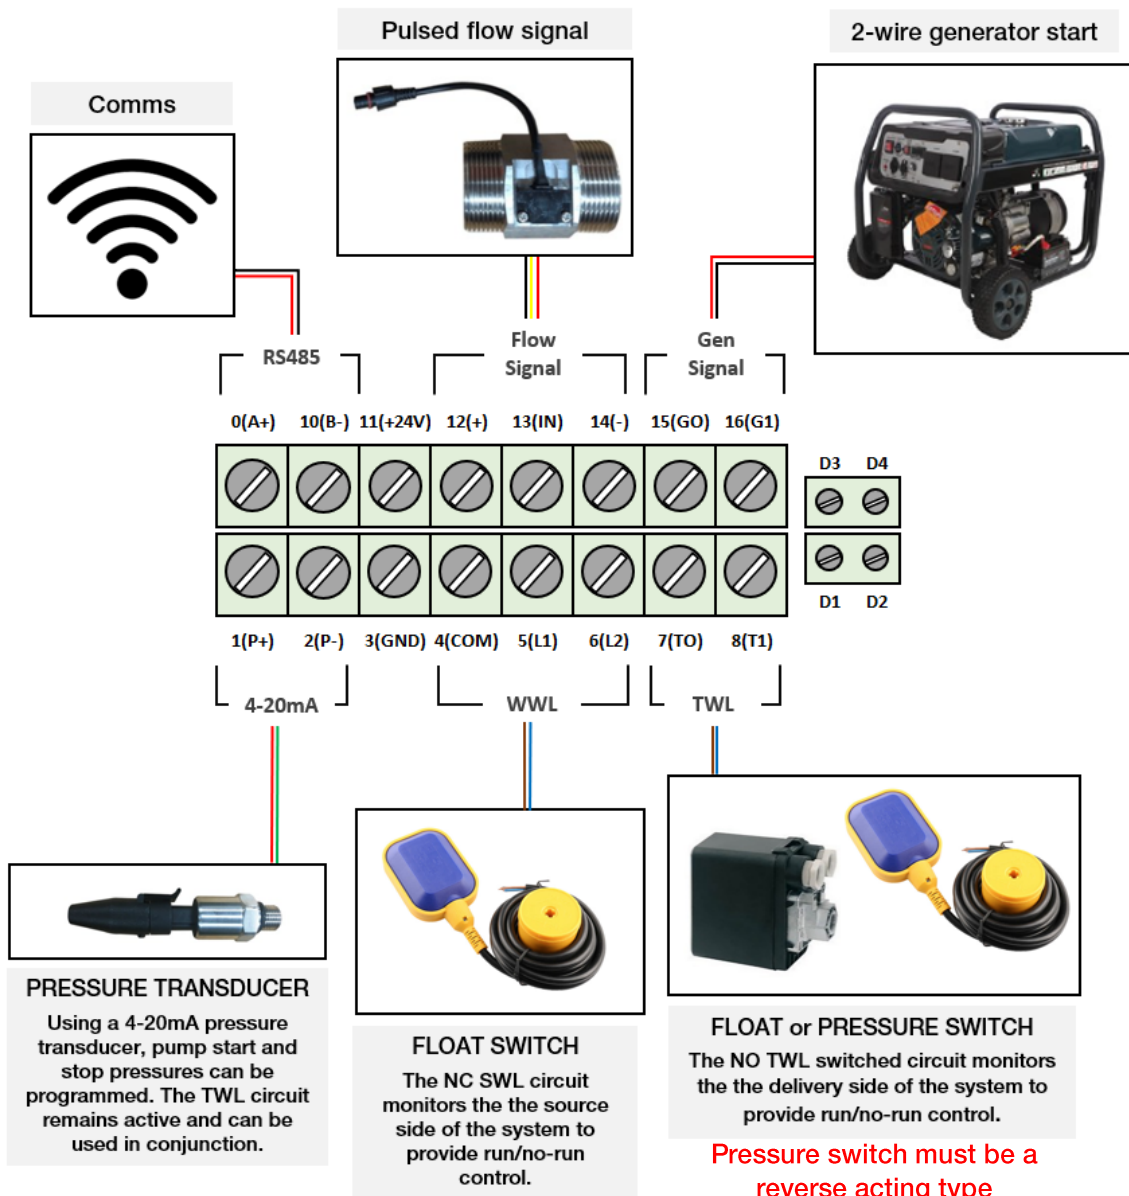 Pulsed flow signal
2-wire generator start
Comms
RS485
Flow
Signal
Gen
Signal
0(A+) 10(B-) 11(+24V) 12(+) 13(IN) 14(-) 15(GO) 16(G1)
D3 D4
D1 D2
1(P+) 2(P-) 3(GND) 4(COM) 5(L1) 6(L2) 7(TO) 8(T1)
4-20mA
WWL
TWL
PRESSURE TRANSDUCER
Using a 4-20mA pressure
transducer, pump start and
stop pressures can be
programmed. The TWL circuit
remains active and can be
used in conjunction.
FLOAT SWITCH
The NC SWL circuit
monitors the the source
side of the system to
provide run/no-run
control.
FLOAT or PRESSURE SWITCH
The NO TWL switched circuit monitors
the the delivery side of the system to
provide run/no-run control.
Pressure switch must be a
reverse acting type